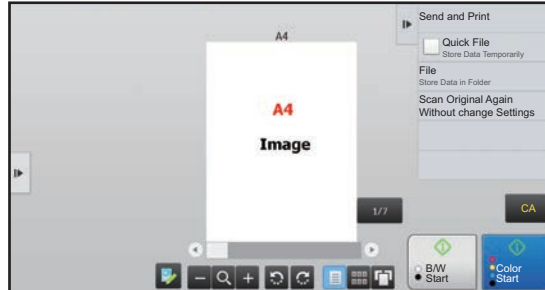 A4
Send and Print
Quick File
Store Data Temporarily
File
Store Data in Folder
Scan Original Again
Without change Settings
A4
Image
1/7
CA
B/W
Start
Color
Start